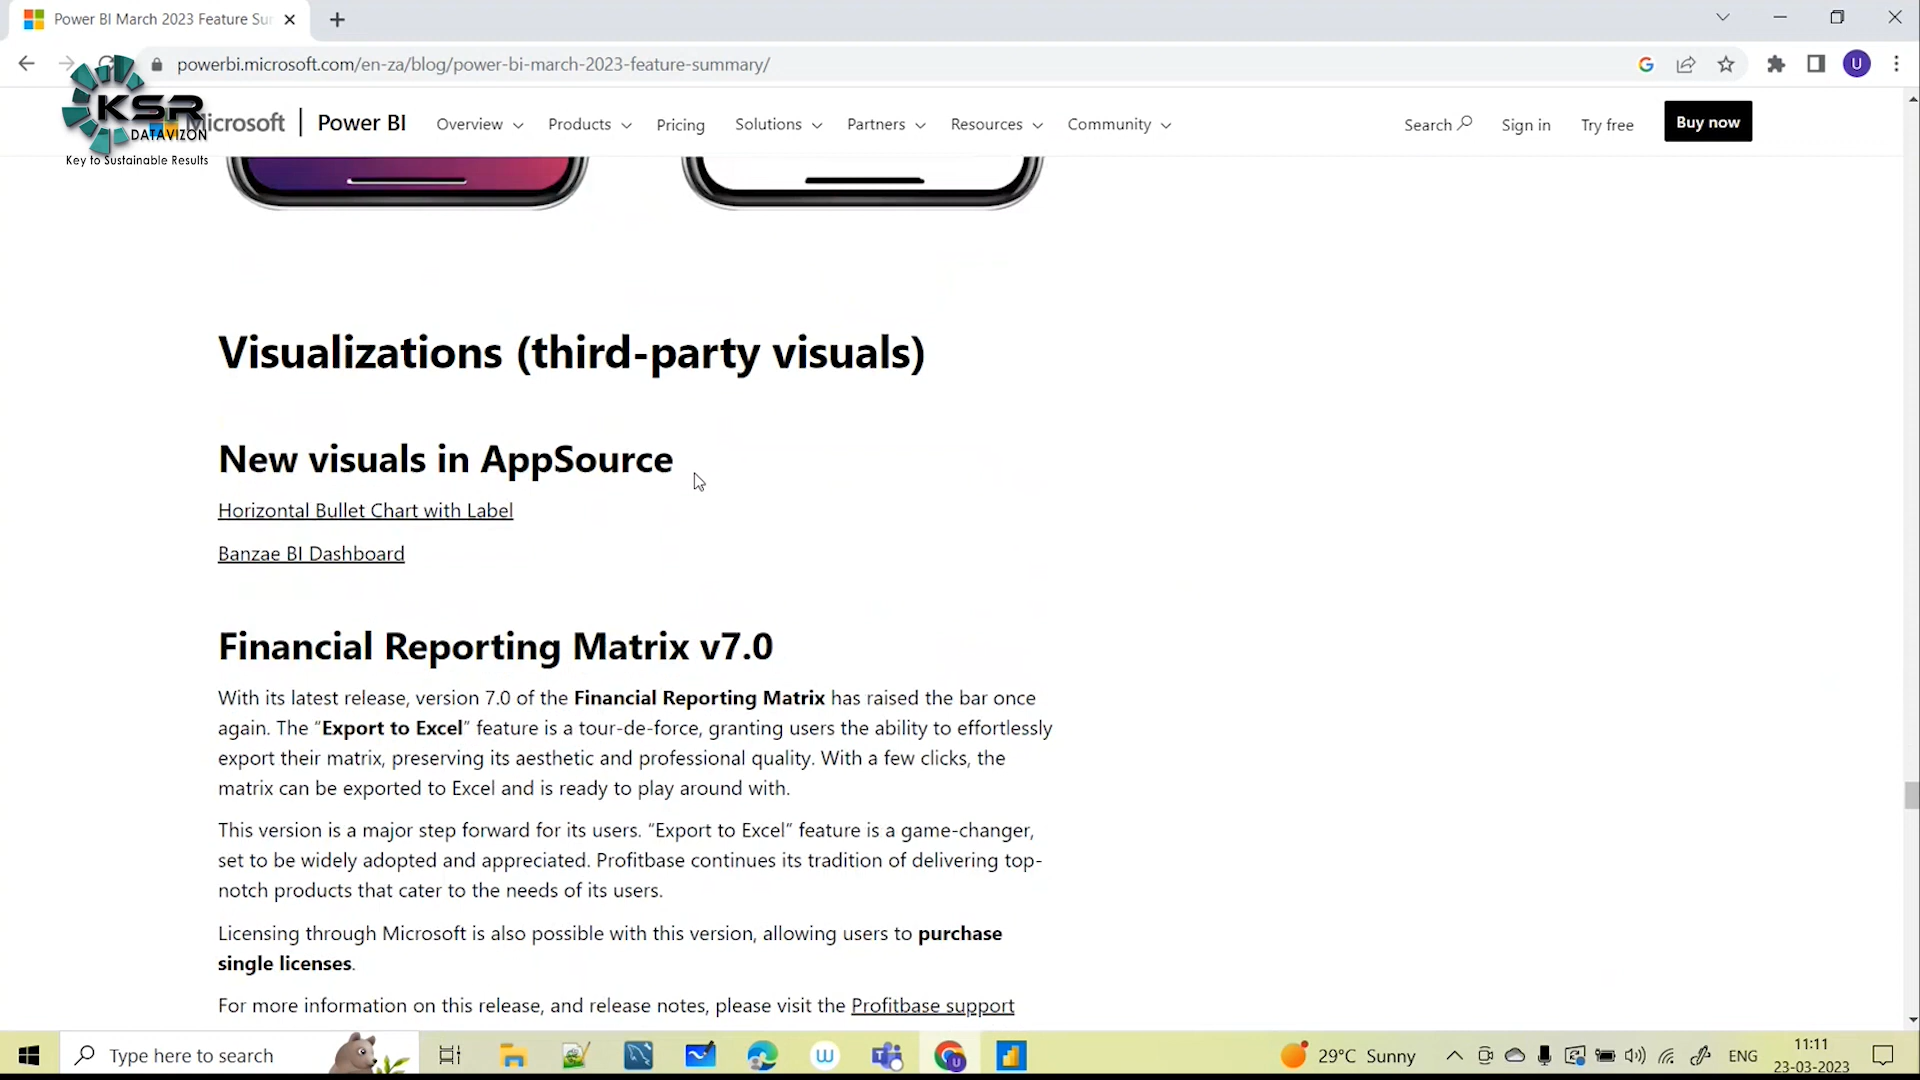 Power BI March 2023 Feature Su
powerbi.microsoft.com/en-za/blog/power-bi-march-2023-feature-summary/
U
KSR
DATAVIZON
Key to Sustainable Results
Microsoft
Power BI
Overview
Products
Pricing
Solutions
Partners
Resources
Community
Search
Sign in
Try free
Buy now
Visualizations (third-party visuals)
New visuals in AppSource
Horizontal Bullet Chart with Label
Banzae BI Dashboard
Financial Reporting Matrix v7.0
With its latest release, version 7.0 of the Financial Reporting Matrix has raised the bar once
again. The “Export to Excel” feature is a tour-de-force, granting users the ability to effortlessly
export their matrix, preserving its aesthetic and professional quality. With a few clicks, the
matrix can be exported to Excel and is ready to play around with.
This version is a major step forward for its users. “Export to Excel” feature is a game-changer,
set to be widely adopted and appreciated. Profitbase continues its tradition of delivering top-
notch products that cater to the needs of its users.
Licensing through Microsoft is also possible with this version, allowing users to purchase
single licenses.
For more information on this release, and release notes, please visit the Profitbase support
Type here to search
29°C Sunny
ENG
11:11
23-03-2023